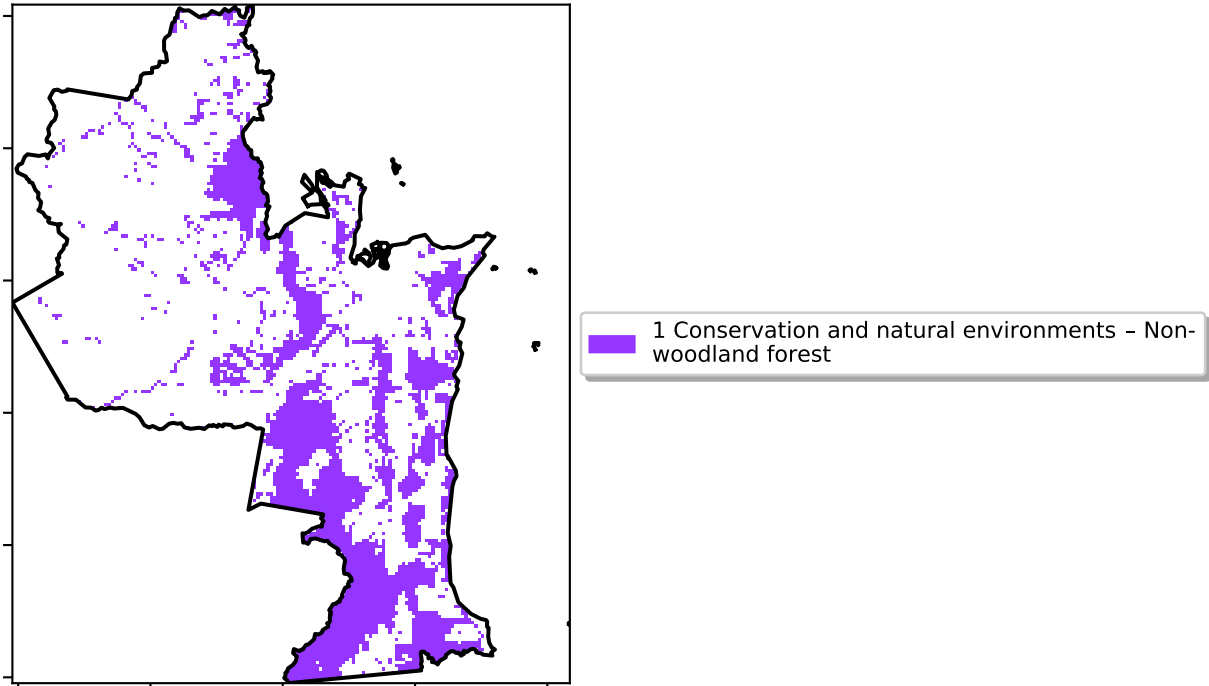 1 Conservation and natural environments – Non-
woodland forest